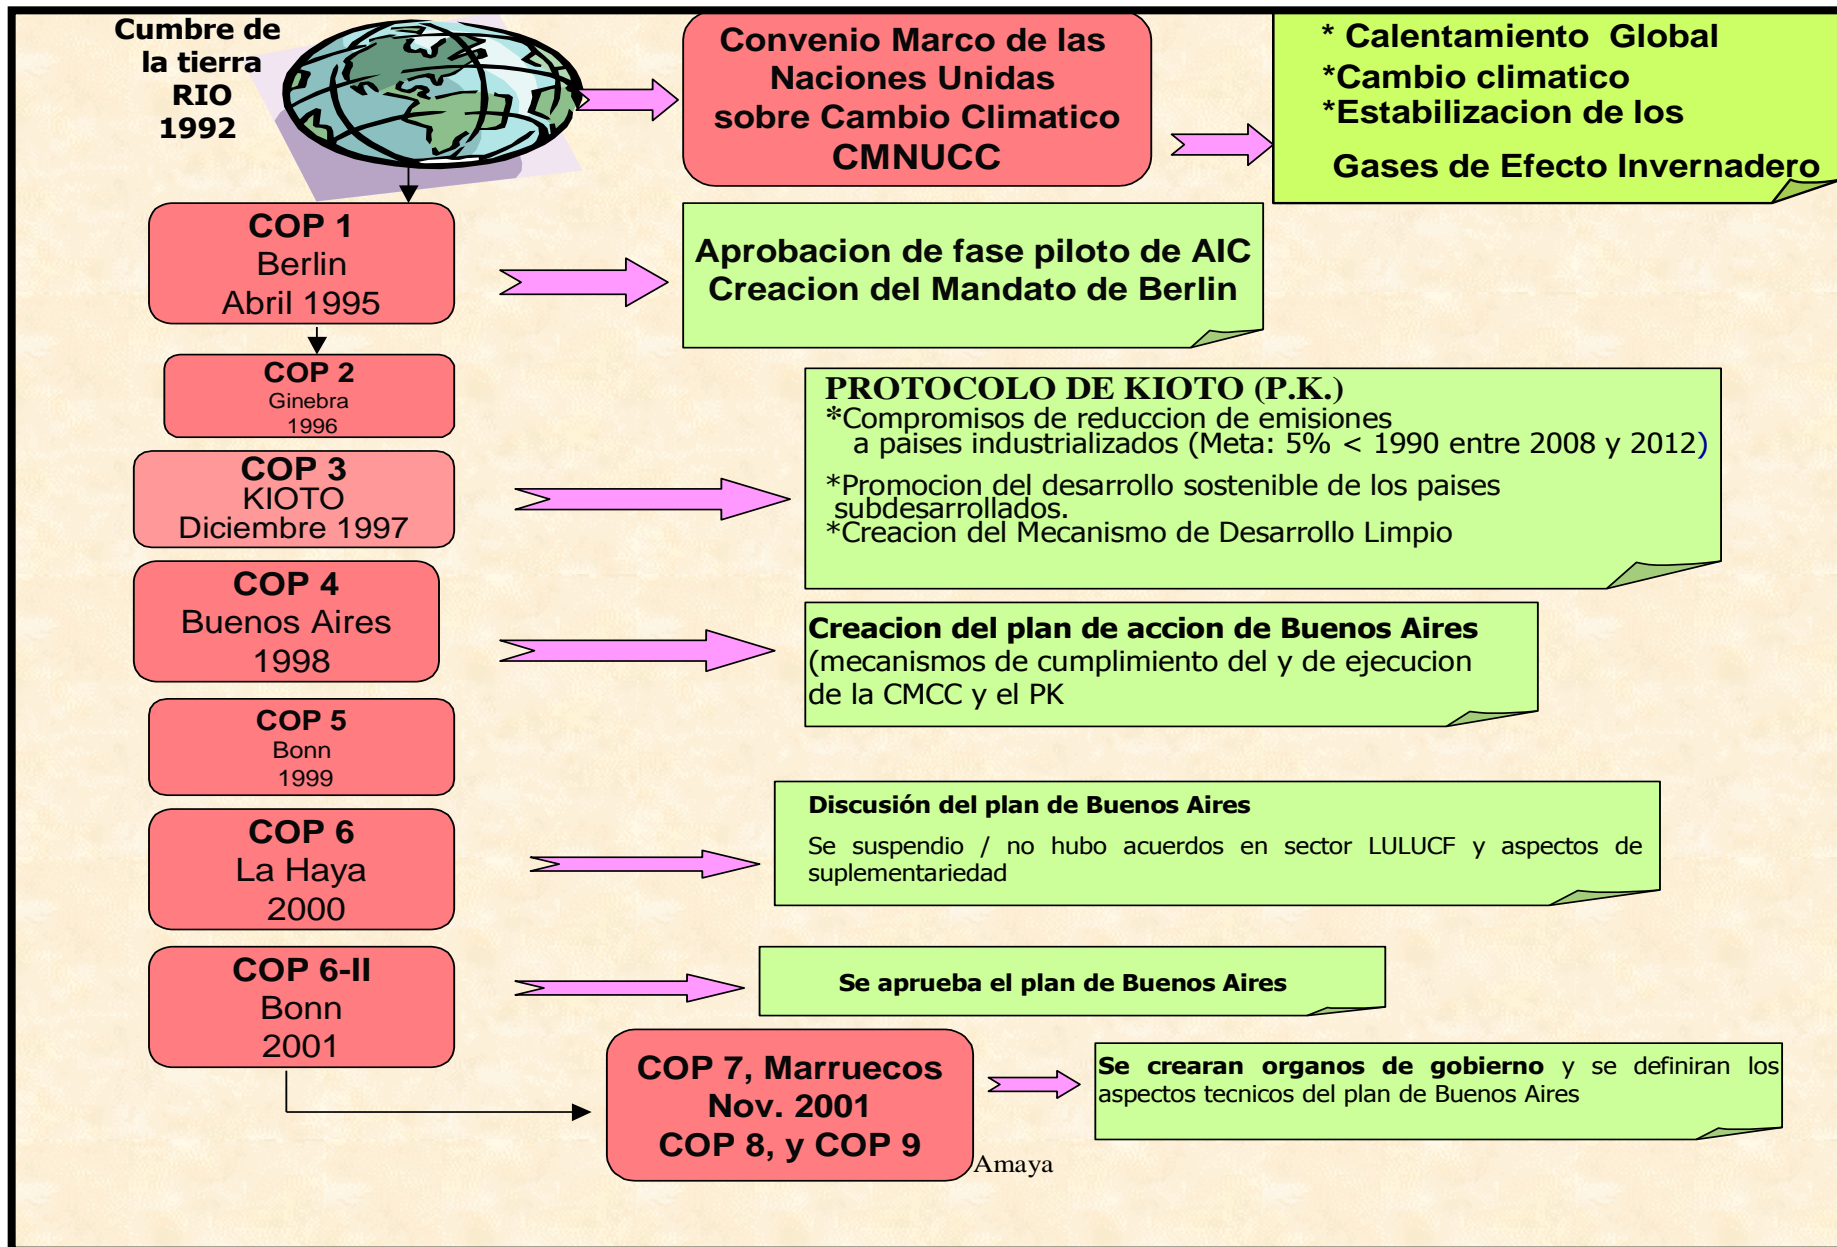 Cumbre de
la tierra
RIO
1992
Convenio Marco de las
Naciones Unidas
sobre Cambio Climatico
CMNUCC
* Calentamiento Global
*Cambio climatico
*Estabilizacion de los
Gases de Efecto Invernadero
COP 1
Berlin
Abril 1995
Aprobacion de fase piloto de AIC
Creacion del Mandato de Berlin
COP 2
Ginebra
1996
COP 3
KIOTO
Diciembre 1997
PROTOCOLO DE KIOTO (P.K.)
*Compromisos de reduccion de emisiones
a paises industrializados (Meta: 5% < 1990 entre 2008 y 2012)
*Promocion del desarrollo sostenible de los paises
subdesarrollados.
*Creacion del Mecanismo de Desarrollo Limpio
COP 4
Buenos Aires
1998
Creacion del plan de accion de Buenos Aires
(mecanismos de cumplimiento del y de ejecucion
de la CMCC y el PK
COP 5
Bonn
1999
COP 6
La Haya
2000
Discusión del plan de Buenos Aires
Se suspendio / no hubo acuerdos en sector LULUCF y aspectos de
suplementariedad
COP 6-II
Bonn
2001
Se aprueba el plan de Buenos Aires
COP 7, Marruecos
Nov. 2001
COP 8, y COP 9
Se crearan organos de gobierno y se definiran los
aspectos tecnicos del plan de Buenos Aires
Amaya